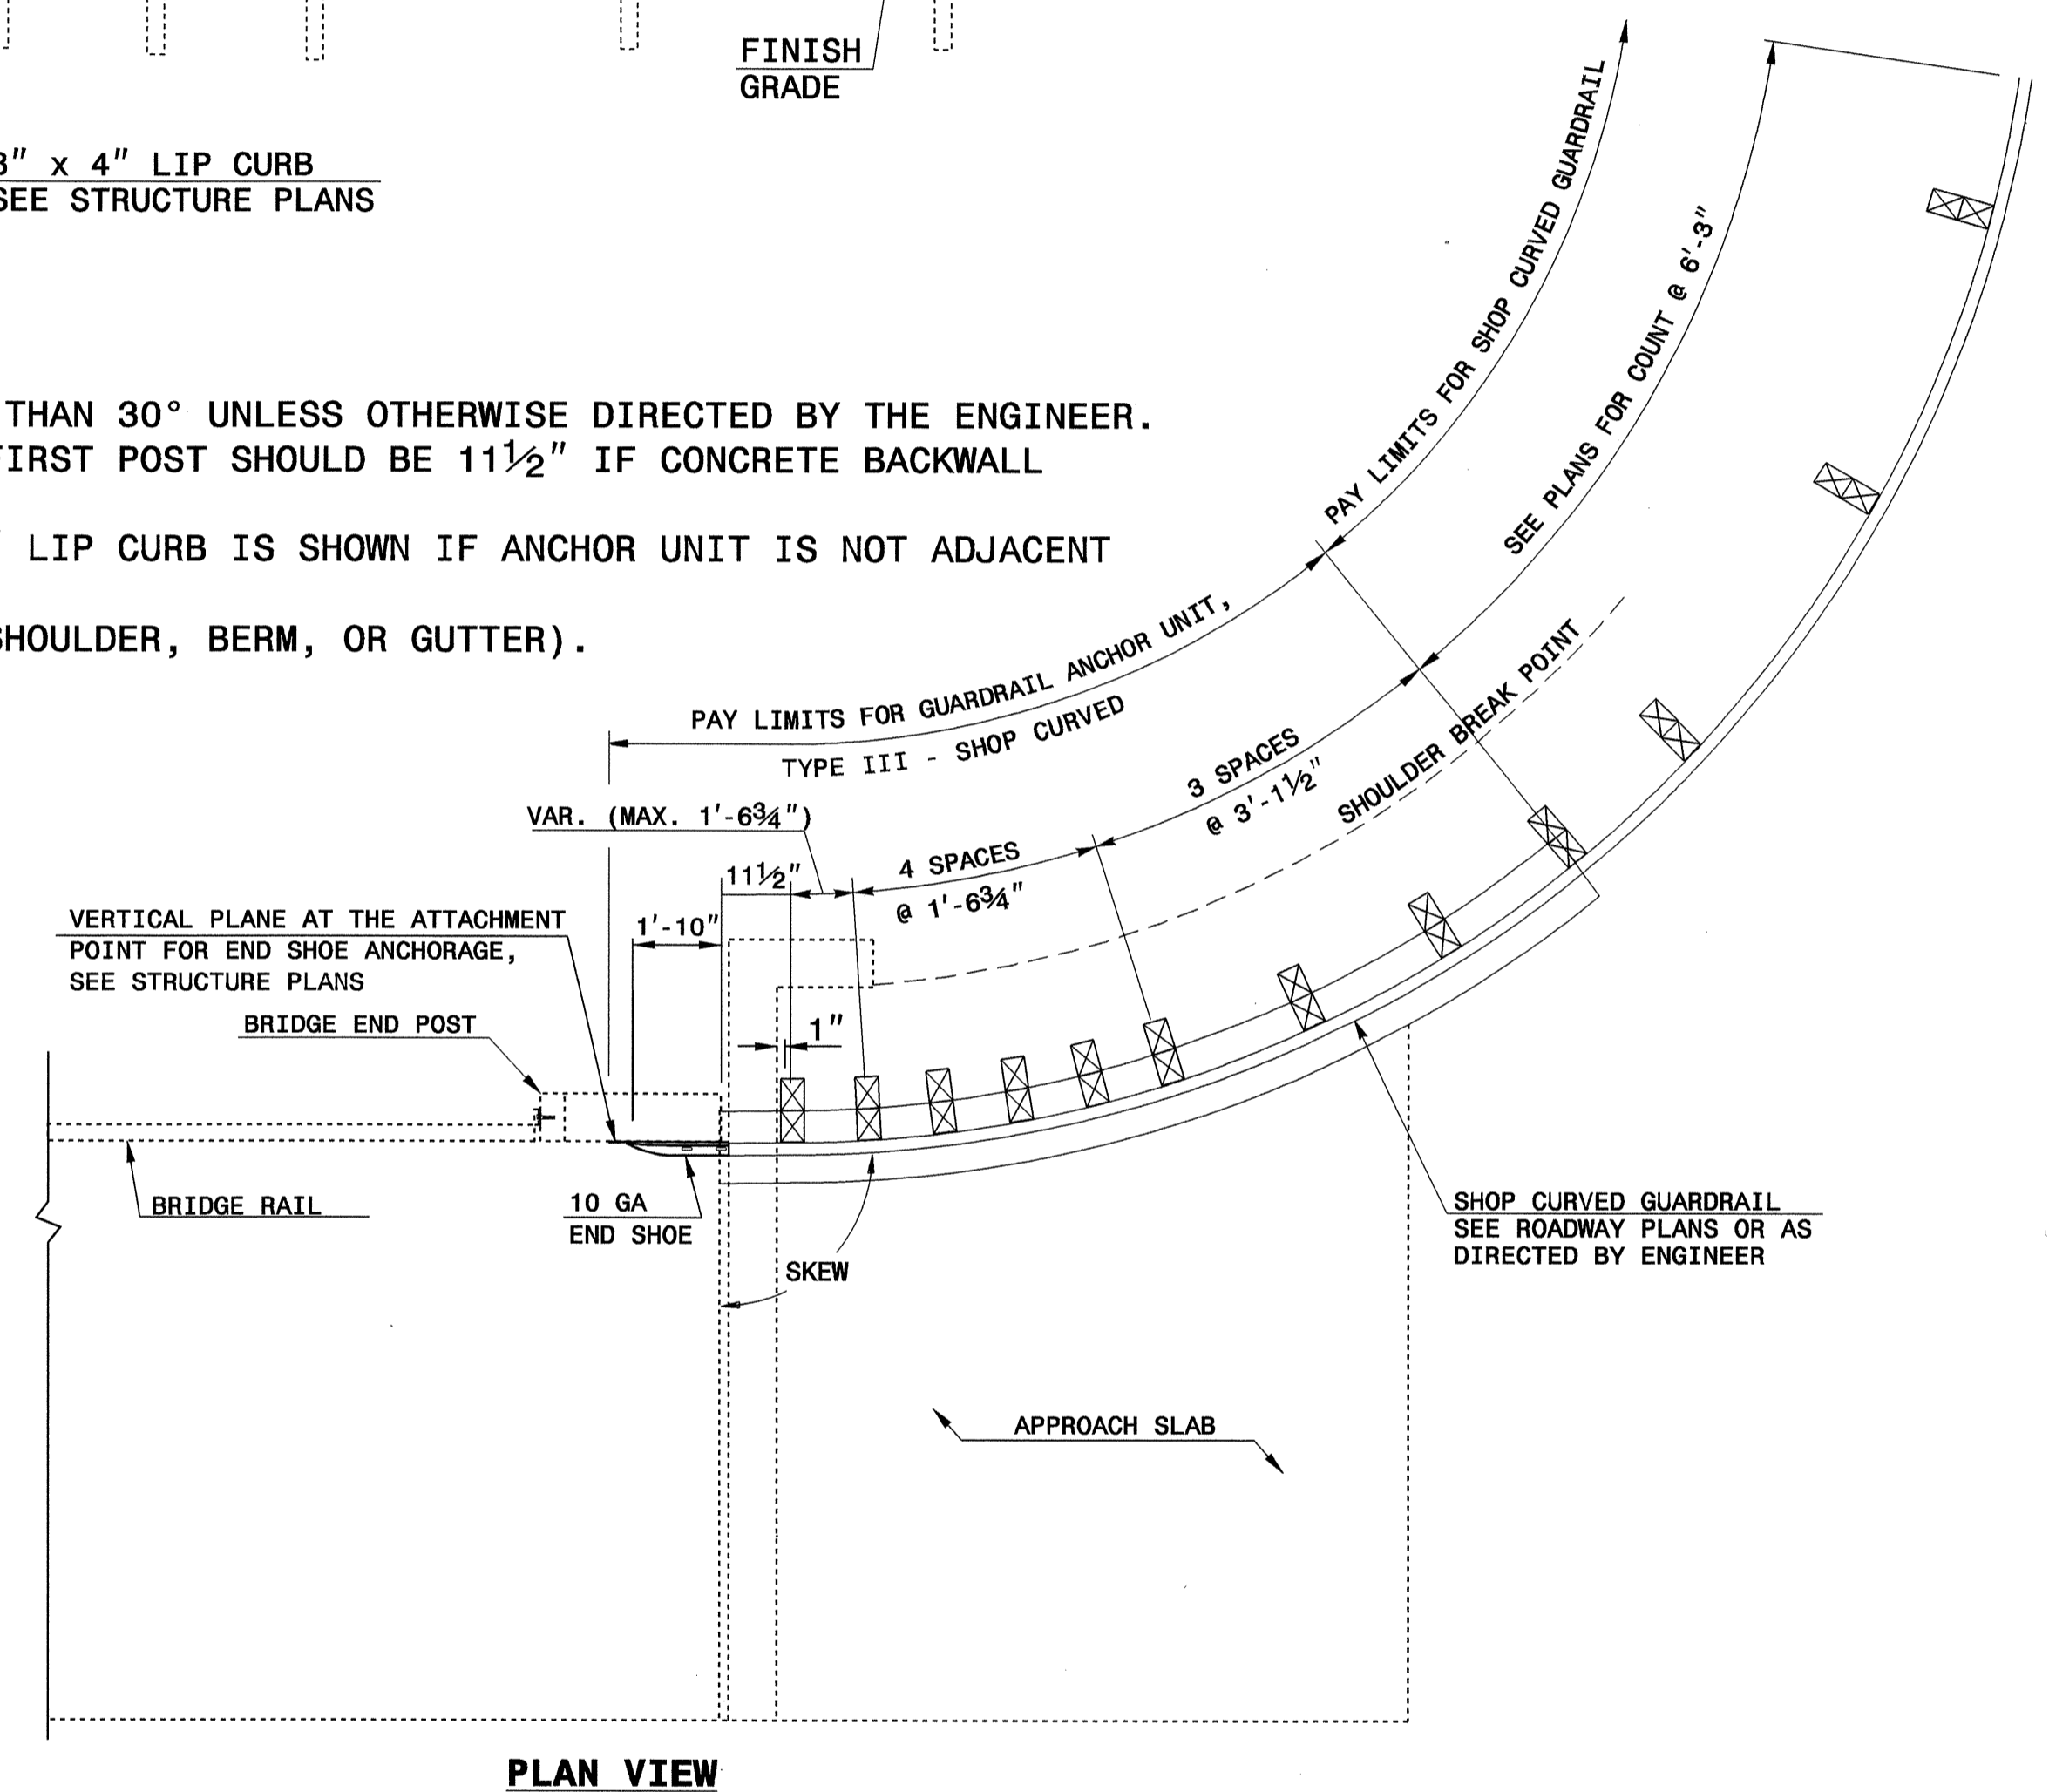 FINISH
GRADE
3" x 4" LIP CURB
SEE STRUCTURE PLANS
THAN 30° UNLESS OTHERWISE DIRECTED BY THE ENGINEER.
FIRST POST SHOULD BE 11½" IF CONCRETE BACKWALL
LIP CURB IS SHOWN IF ANCHOR UNIT IS NOT ADJACENT
SHOULDER, BERM, OR GUTTER).
PAY LIMITS FOR SHOP CURVED GUARDRAIL
SEE PLANS FOR COUNT @ 6'-3"
PAY LIMITS FOR GUARDRAIL ANCHOR UNIT,
TYPE III - SHOP CURVED
SHOULDER BREAK POINT
3 SPACES
@ 3'-1½"
VAR. (MAX. 1'-6¾")
4 SPACES
@ 1'-6¾"
11½"
1'-10"
VERTICAL PLANE AT THE ATTACHMENT
POINT FOR END SHOE ANCHORAGE,
SEE STRUCTURE PLANS
BRIDGE END POST
1"
BRIDGE RAIL
10 GA
END SHOE
SKEW
SHOP CURVED GUARDRAIL
SEE ROADWAY PLANS OR AS
DIRECTED BY ENGINEER
APPROACH SLAB
PLAN VIEW